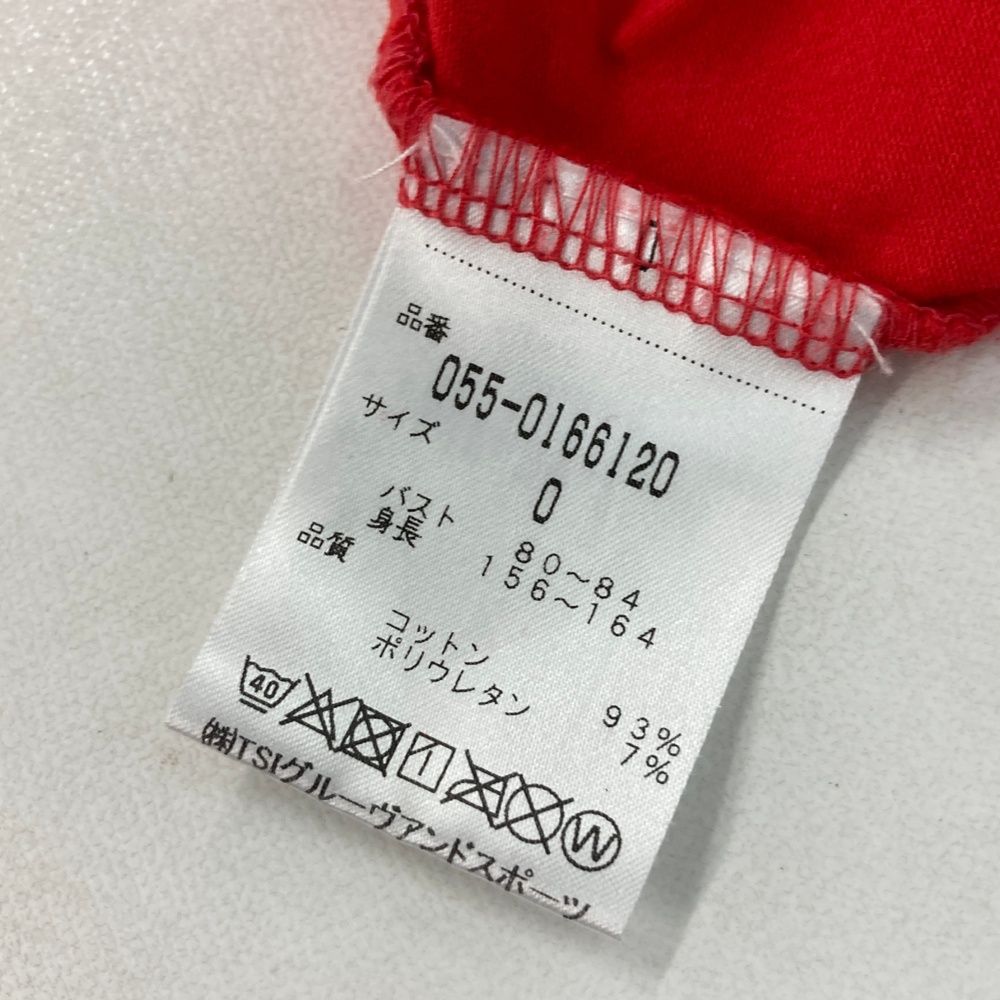 品番
055-0166120
サイズ
0
バスト 80～84
身長 156～164
品質
コットン 93%
ポリウレタン 7%
40
W
㈱TSIグルーヴアンドスポーツ